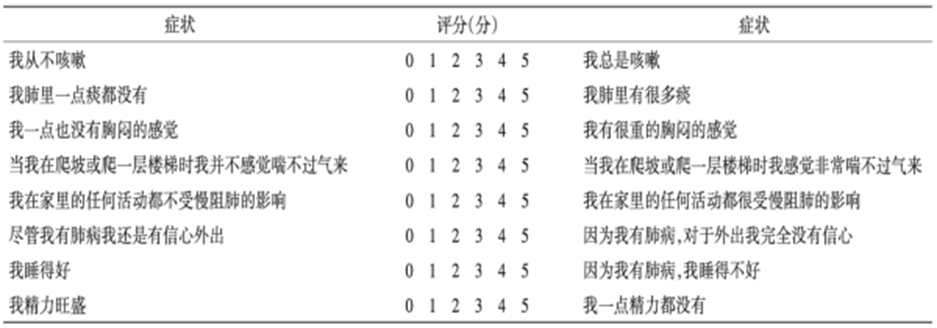 症状 评分(分) 症状
我从不咳嗽 0 1 2 3 4 5 我总是咳嗽
我肺里一点痰都没有 0 1 2 3 4 5 我肺里有很多痰
我一点也没有胸闷的感觉 0 1 2 3 4 5 我有很重的胸闷的感觉
当我在爬坡或爬一层楼梯时我并不感觉喘不过气来 0 1 2 3 4 5 当我在爬坡或爬一层楼梯时我感觉非常喘不过气来
我在家里的任何活动都不受慢阻肺的影响 0 1 2 3 4 5 我在家里的任何活动都很受慢阻肺的影响
尽管我有肺病我还是有信心外出 0 1 2 3 4 5 因为我有肺病,对于外出我完全没有信心
我睡得好 0 1 2 3 4 5 因为我有肺病,我睡得不好
我精力旺盛 0 1 2 3 4 5 我一点精力都没有